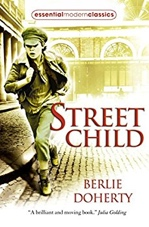 essentialmodernclassics
STREET
CHILD
BERLIE
DOHERTY
"A brilliant and moving book." Julia Golding